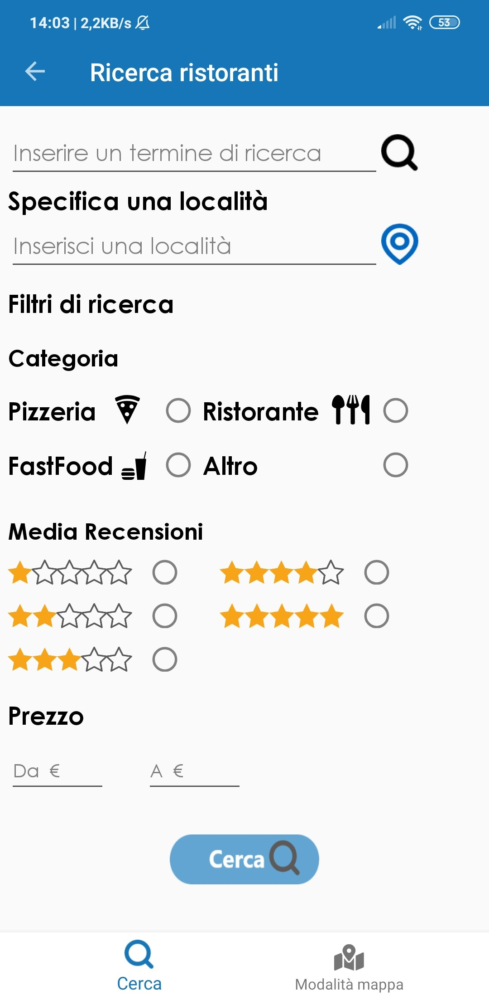 14:03 | 2,2KB/s 53
Ricerca ristoranti
Inserire un termine di ricerca
Specifica una località
Inserisci una località
Filtri di ricerca
Categoria
Pizzeria Ristorante
FastFood Altro
Media Recensioni
Prezzo
Da € A €
Cerca
Cerca Modalità mappa